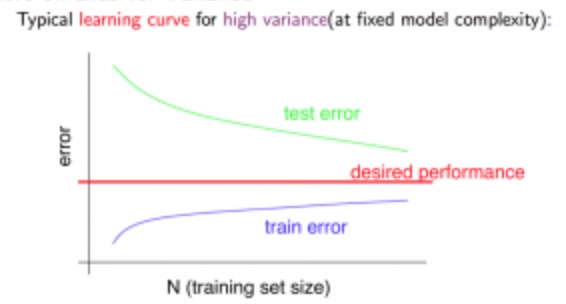 Typical learning curve for high variance(at fixed model complexity):
test error
error
desired performance
train error
N (training set size)